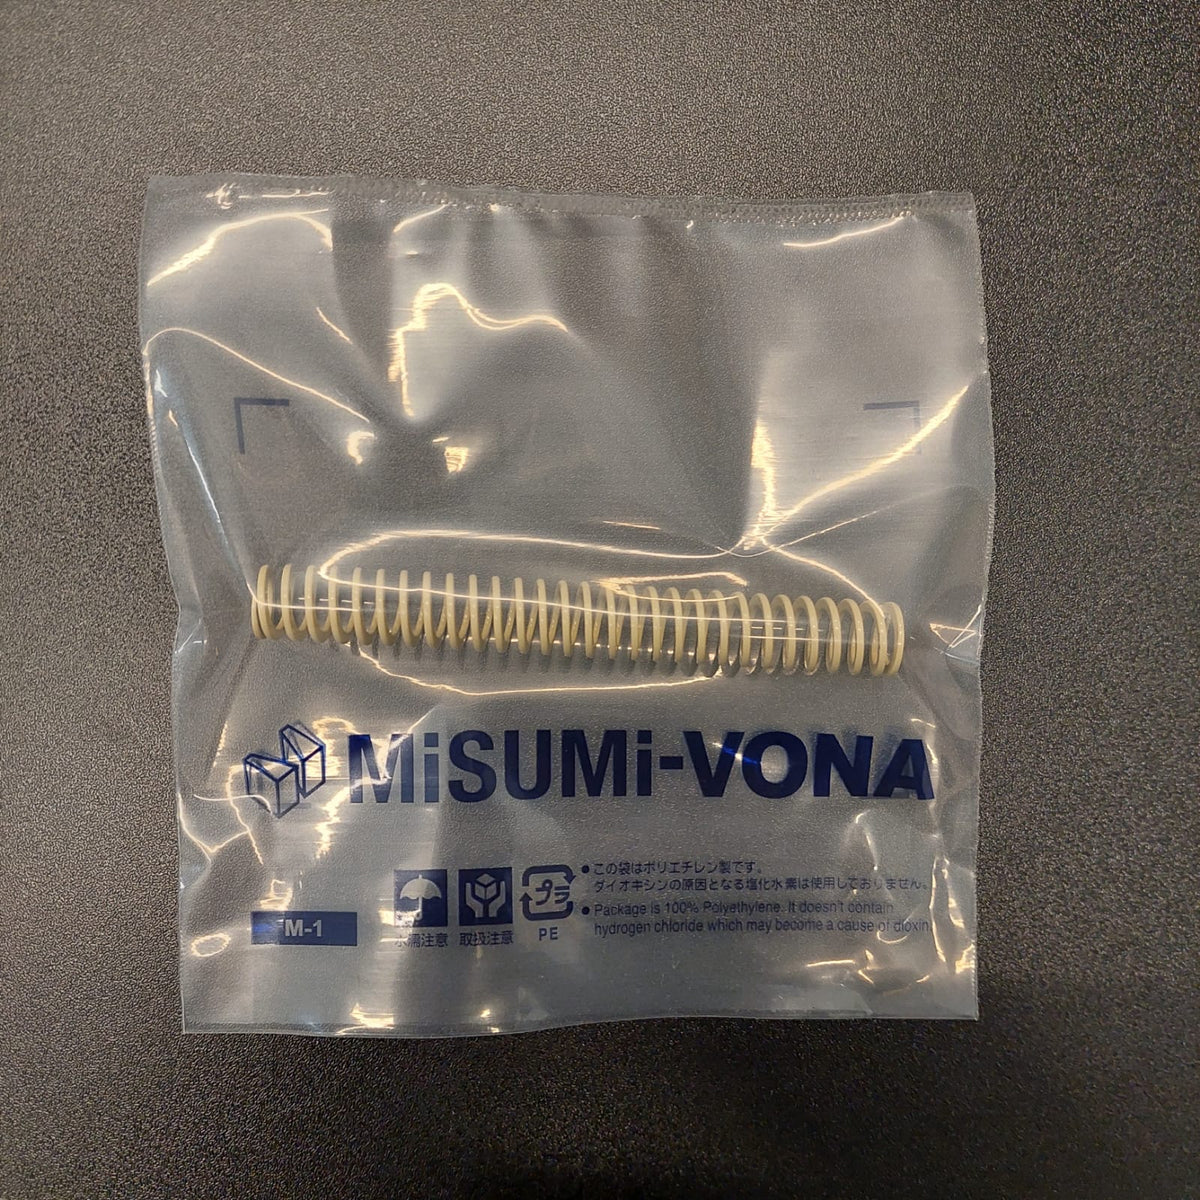 MiSUMi-VONA
この袋はポリエチレン製です。
ダイオキシンの原因となる塩化水素は使用しておりません。
Package is 100% Polyethylene. It doesn't contain
hydrogen chloride which may become a cause of dioxin.
M-1
水濡注意
取扱注意
プラ
PE